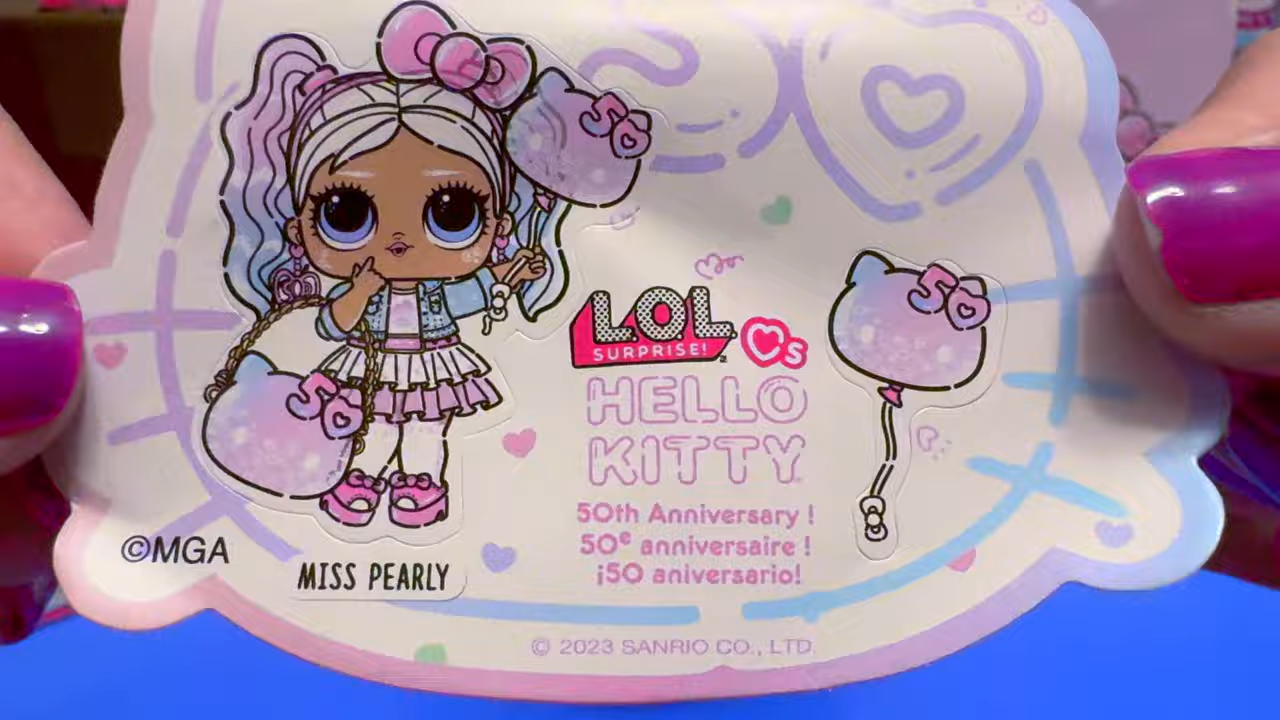 50
50
L.O.L.
SURPRISE!
S
HELLO
KITTY
50th Anniversary !
50e anniversaire !
¡50 aniversario!
50
©MGA
MISS PEARLY
© 2023 SANRIO CO., LTD.